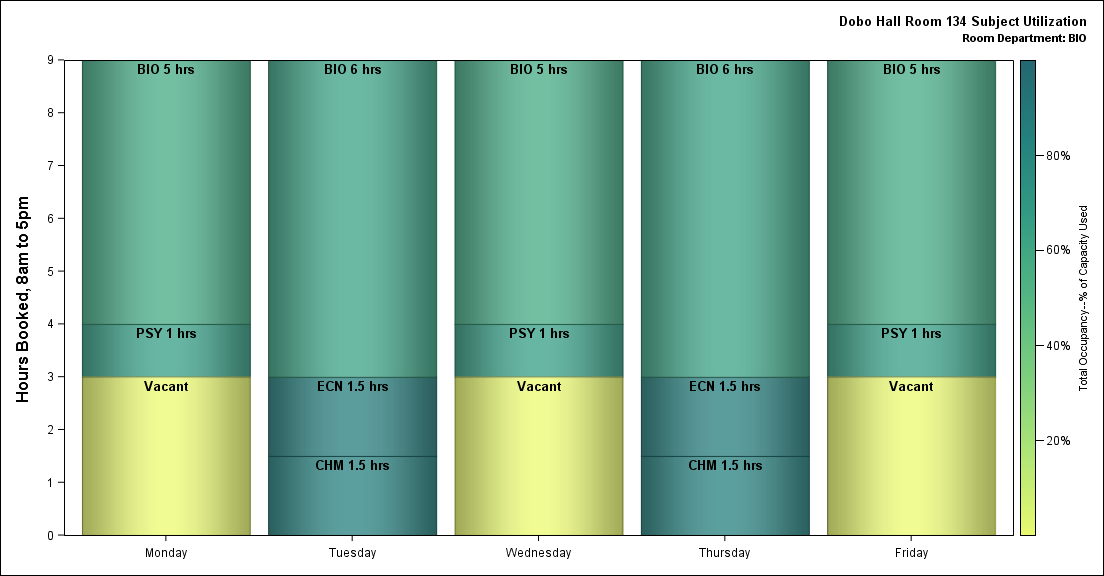 Dobo Hall Room 134 Subject Utilization
Room Department: BIO
Hours Booked, 8am to 5pm
9
8
7
6
5
4
3
2
1
0
BIO 5 hrs
PSY 1 hrs
Vacant
BIO 6 hrs
ECN 1.5 hrs
CHM 1.5 hrs
BIO 5 hrs
PSY 1 hrs
Vacant
BIO 6 hrs
ECN 1.5 hrs
CHM 1.5 hrs
BIO 5 hrs
PSY 1 hrs
Vacant
Monday
Tuesday
Wednesday
Thursday
Friday
80%
60%
40%
20%
Total Occupancy--% of Capacity Used